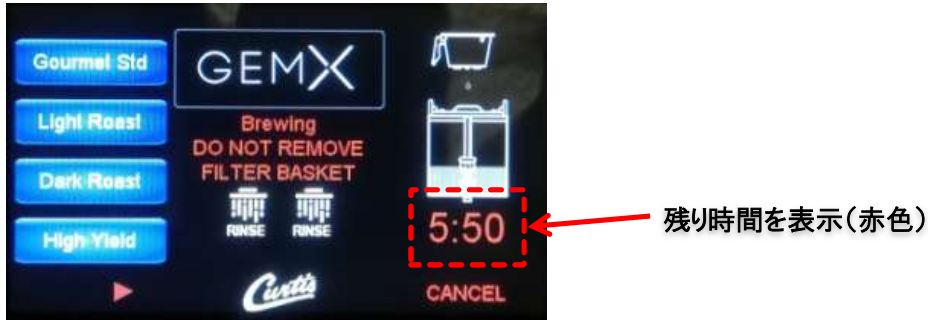 Gourmet Std
Light Roast
Dark Roast
High Yield
GEMX
Brewing
DO NOT REMOVE
FILTER BASKET
RINSE RINSE
Curtis
5:50
CANCEL
残り時間を表示（赤色）